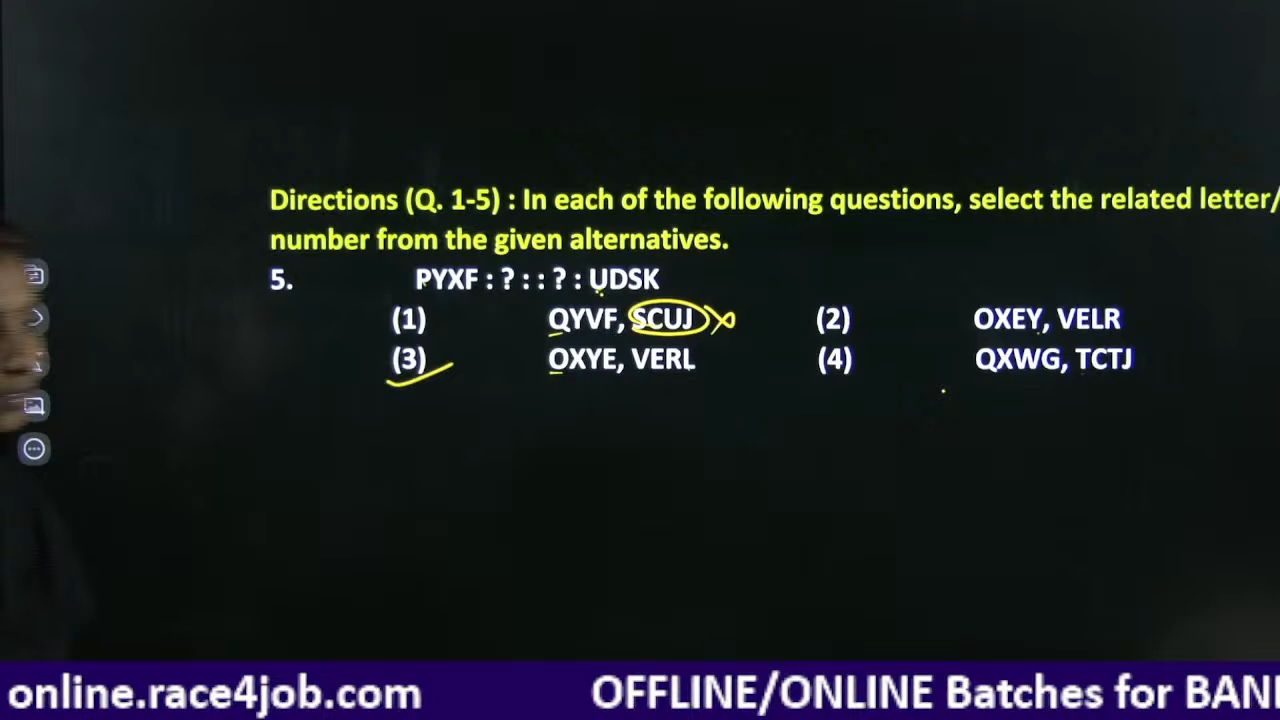 Directions (Q. 1-5) : In each of the following questions, select the related letter/
number from the given alternatives.
5. PYXF : ? : : ? : UDSK
(1) QYVF, SCUJ (2) OXEY, VELR
(3) OXYE, VERL (4) QXWG, TCTJ
online.race4job.com OFFLINE/ONLINE Batches for BANK